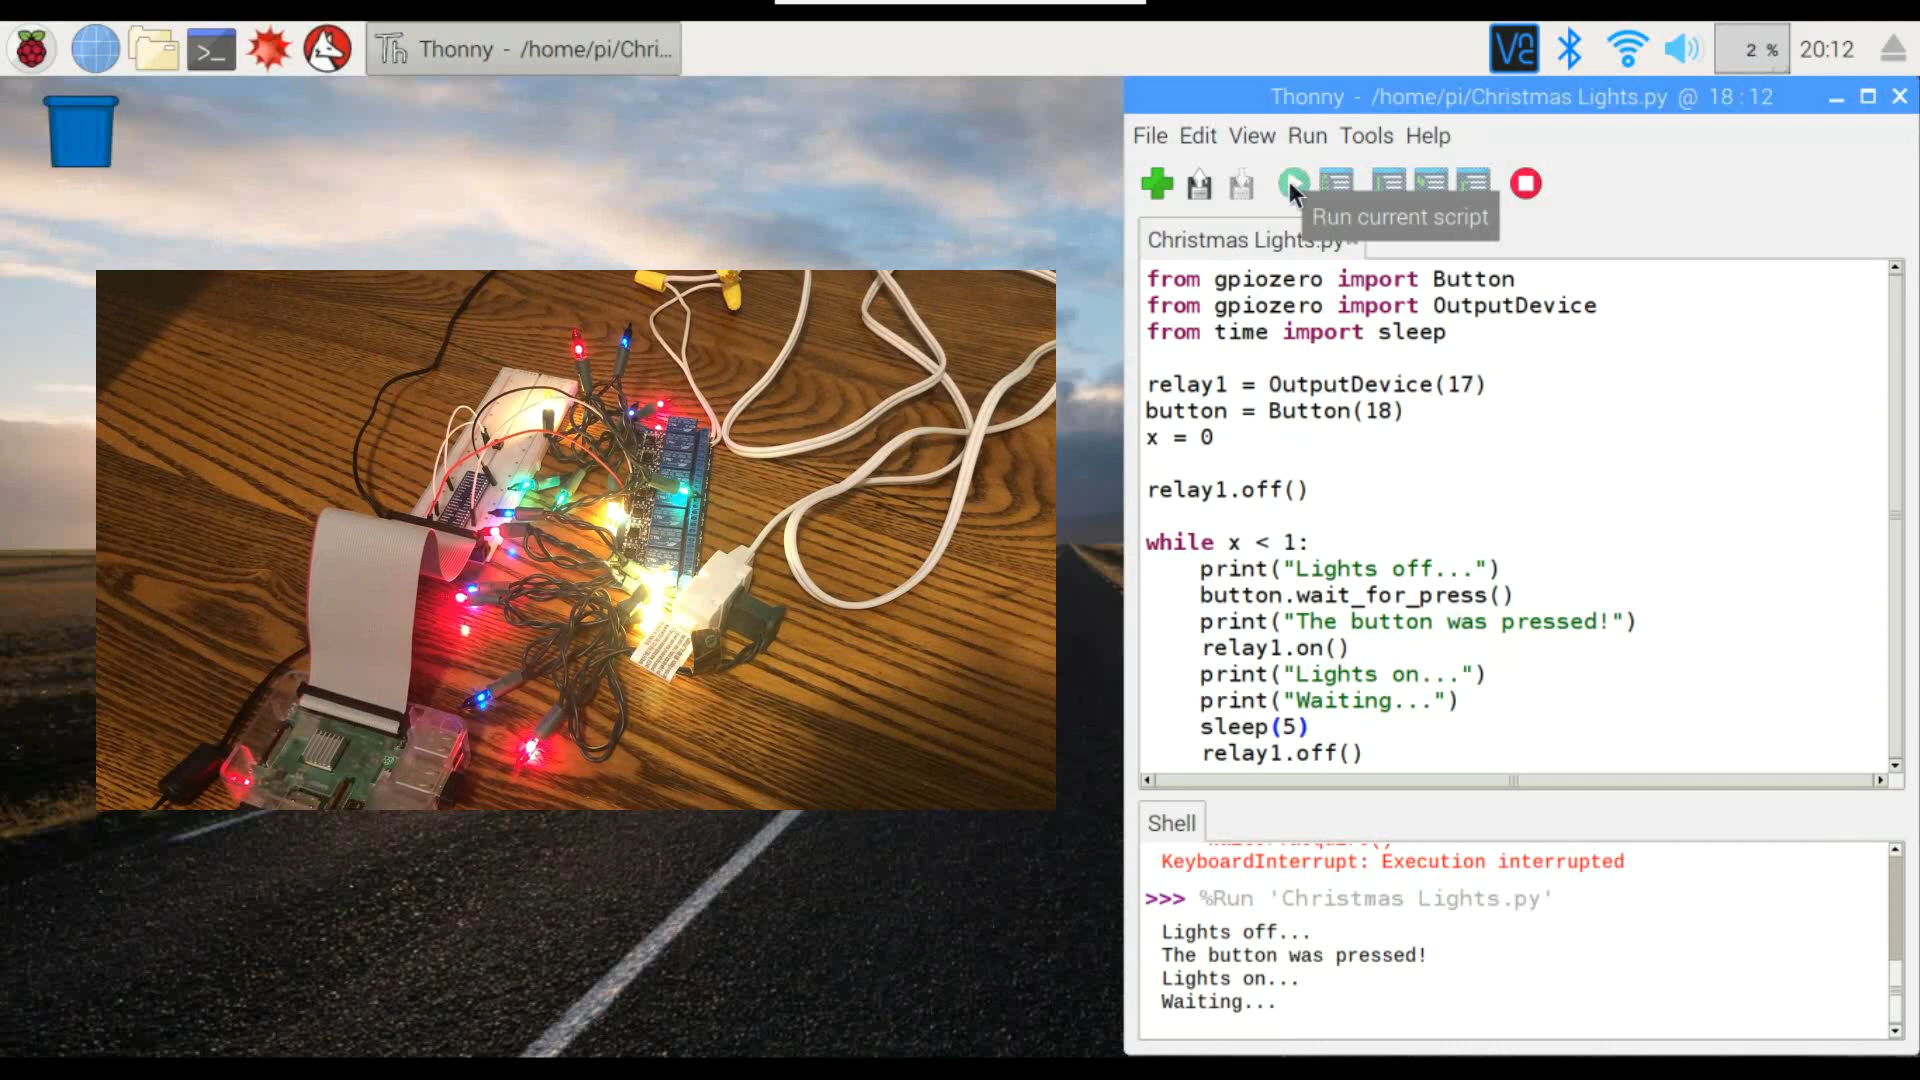 Thonny - /home/pi/Chri...
2 %
20:12
Thonny - /home/pi/Christmas Lights.py @ 18:12
File Edit View Run Tools Help
Run current script
Christmas Lights.py
from gpiozero import Button
from gpiozero import OutputDevice
from time import sleep
relay1 = OutputDevice(17)
button = Button(18)
x = 0
relay1.off()
while x < 1:
print("Lights off...")
button.wait_for_press()
print("The button was pressed!")
relay1.on()
print("Lights on...")
print("Waiting...")
sleep(5)
relay1.off()
Shell
KeyboardInterrupt: Execution interrupted
>>> %Run 'Christmas Lights.py'
Lights off...
The button was pressed!
Lights on...
Waiting...